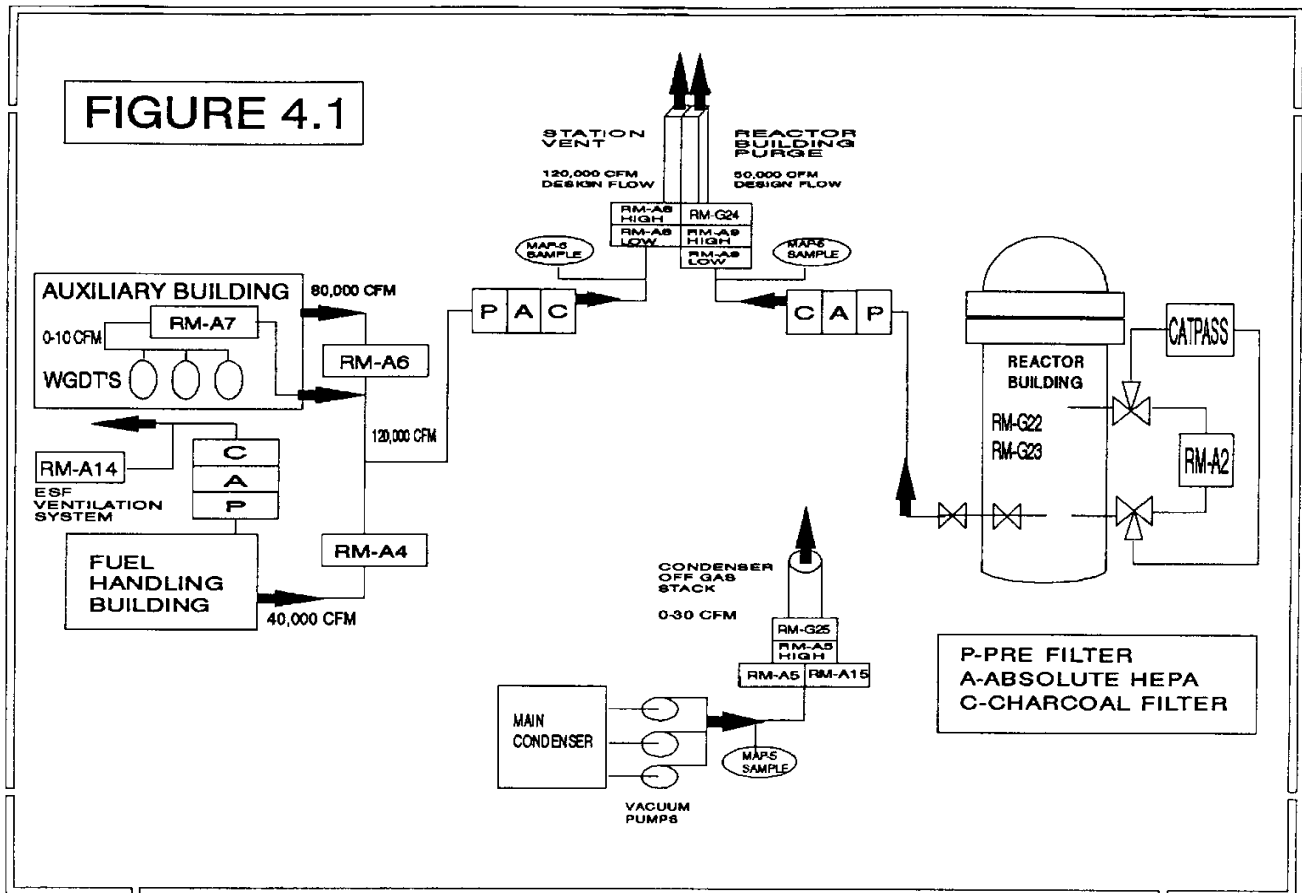 FIGURE 4.1
STATION
VENT
120,000 CFM
DESIGN FLOW
REACTOR
BUILDING
PURGE
50,000 CFM
DESIGN FLOW
RM-A8
HIGH
RM-A8
LOW
RM-G24
RM-A9
HIGH
RM-A9
LOW
MAP-5
SAMPLE
MAP-5
SAMPLE
AUXILIARY BUILDING
80,000 CFM
0-10 CFM
RM-A7
WGDT'S
RM-A6
P A C
C A P
120,000 CFM
RM-A14
ESF
VENTILATION
SYSTEM
C
A
P
RM-A4
FUEL
HANDLING
BUILDING
40,000 CFM
REACTOR
BUILDING
RM-G22
RM-G23
CATPASS
RM-A2
CONDENSER
OFF GAS
STACK
0-30 CFM
RM-G25
RM-A5
HIGH
RM-A5
RM-A15
MAIN
CONDENSER
MAP-5
SAMPLE
VACUUM
PUMPS
P-PRE FILTER
A-ABSOLUTE HEPA
C-CHARCOAL FILTER